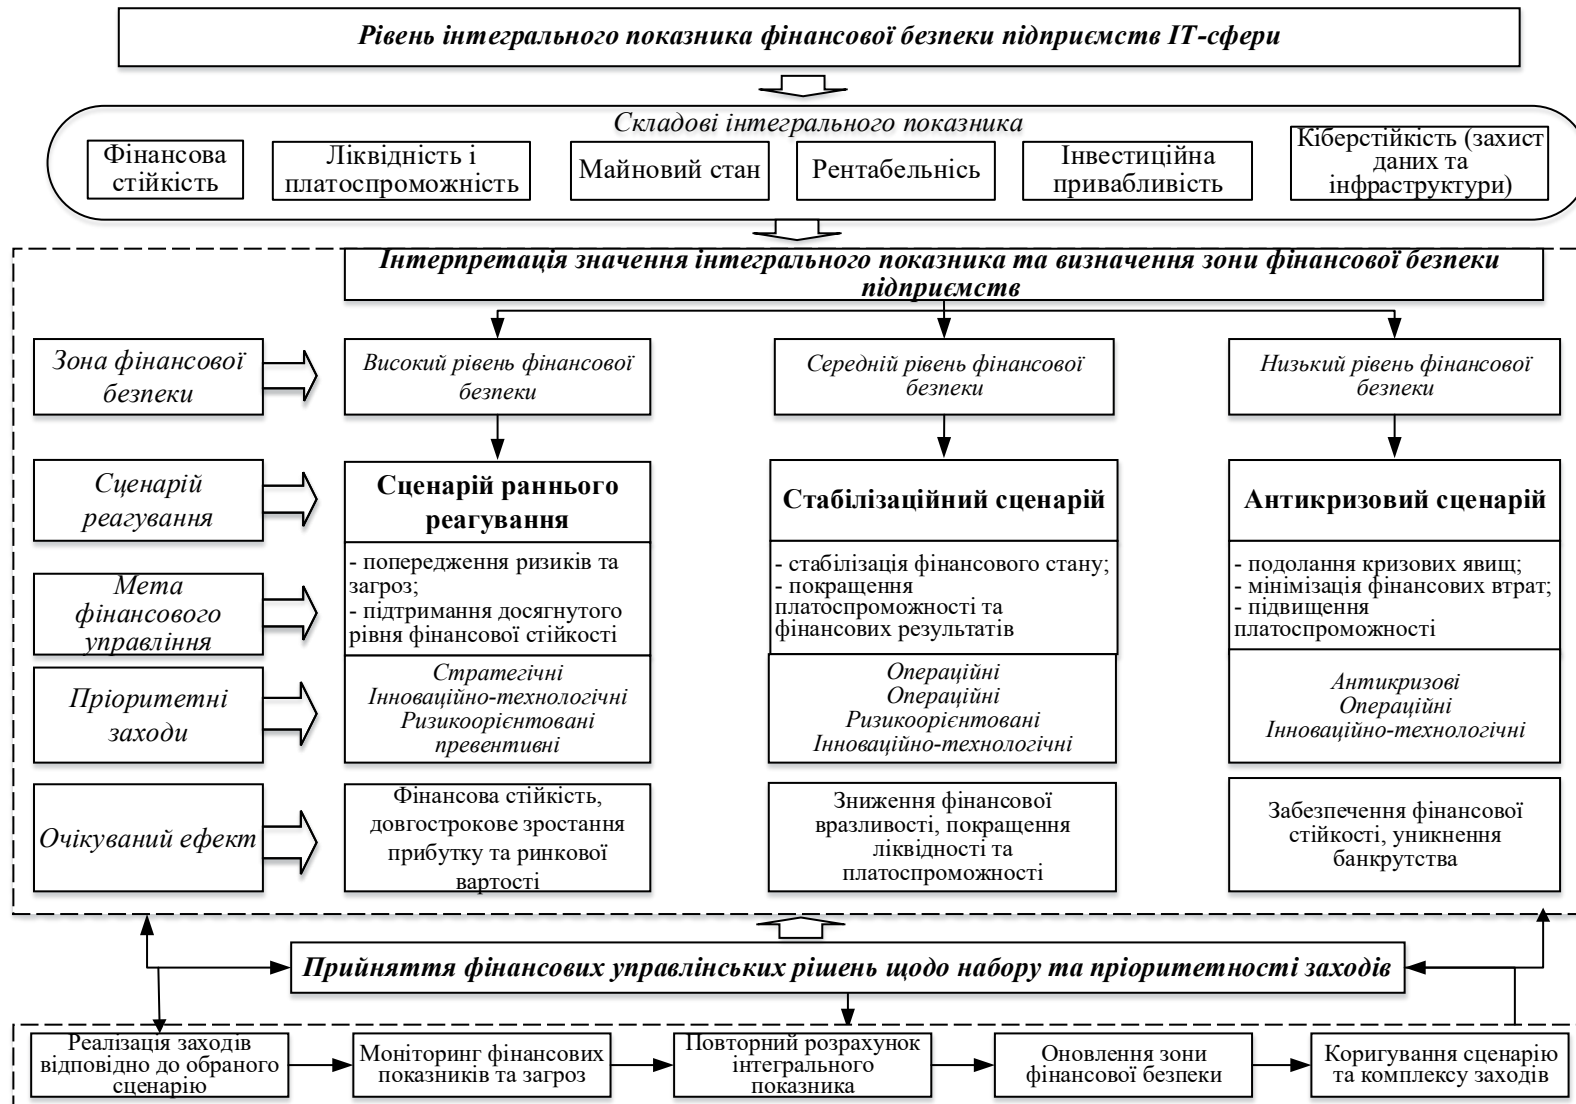 Рівень інтегрального показника фінансової безпеки підприємств ІТ-сфери
Складові інтегрального показника
Фінансова
стійкість
Ліквідність і
платоспроможність
Майновий стан
Рентабельнісь
Інвестиційна
привабливість
Кіберстійкість (захист
даних та
інфраструктури)
Інтерпретація значення інтегрального показника та визначення зони фінансової безпеки
підприємств
Зона фінансової
безпеки
Високий рівень фінансової
безпеки
Середній рівень фінансової
безпеки
Низький рівень фінансової
безпеки
Сценарій
реагування
Сценарій раннього
реагування
Стабілізаційний сценарій
Антикризовий сценарій
Мета
фінансового
управління
- попередження ризиків та
загроз;
- підтримання досягнутого
рівня фінансової стійкості
- стабілізація фінансового стану;
- покращення
платоспроможності та
фінансових результатів
- подолання кризових явищ;
- мінімізація фінансових втрат;
- підвищення
платоспроможності
Пріоритетні
заходи
Стратегічні
Інноваційно-технологічні
Ризикоорієнтовані
превентивні
Операційні
Операційні
Ризикоорієнтовані
Інноваційно-технологічні
Антикризові
Операційні
Інноваційно-технологічні
Очікуваний ефект
Фінансова стійкість,
довгострокове зростання
прибутку та ринкової
вартості
Зниження фінансової
вразливості, покращення
ліквідності та
платоспроможності
Забезпечення фінансової
стійкості, уникнення
банкрутства
Прийняття фінансових управлінських рішень щодо набору та пріоритетності заходів
Реалізація заходів
відповідно до обраного
сценарію
Моніторинг фінансових
показників та загроз
Повторний розрахунок
інтегрального
показника
Оновлення зони
фінансової безпеки
Коригування сценарію
та комплексу заходів